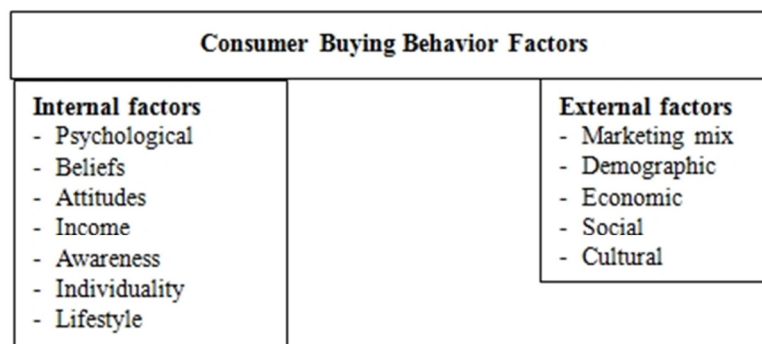 Consumer Buying Behavior Factors
Internal factors
- Psychological
- Beliefs
- Attitudes
- Income
- Awareness
- Individuality
- Lifestyle
External factors
- Marketing mix
- Demographic
- Economic
- Social
- Cultural